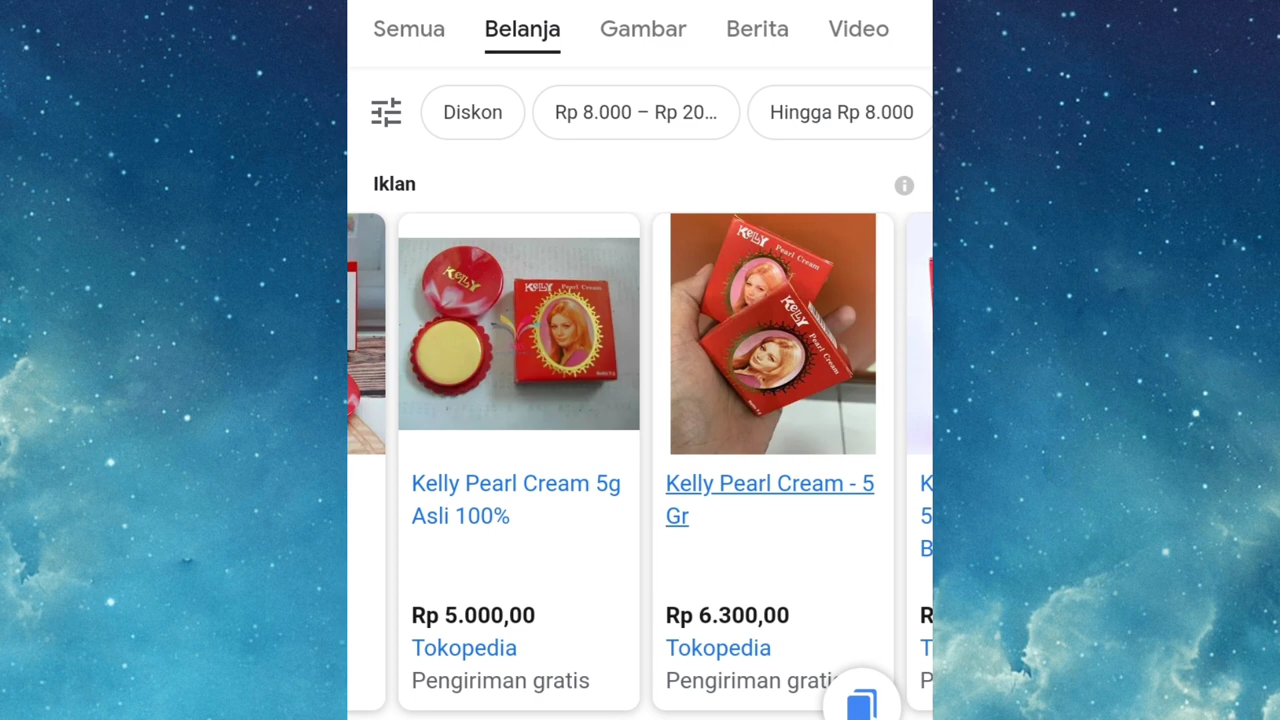 Semua Belanja Gambar Berita Video
Diskon
Rp 8.000 – Rp 20...
Hingga Rp 8.000
Iklan
KELLY
KELLY Pearl Cream
KELLY Pearl Cream
KELLY Pearl Cream
Kelly Pearl Cream 5g
Asli 100%
Rp 5.000,00
Tokopedia
Pengiriman gratis
Kelly Pearl Cream - 5
Gr
Rp 6.300,00
Tokopedia
Pengiriman grati
K
5
B
R
T
P